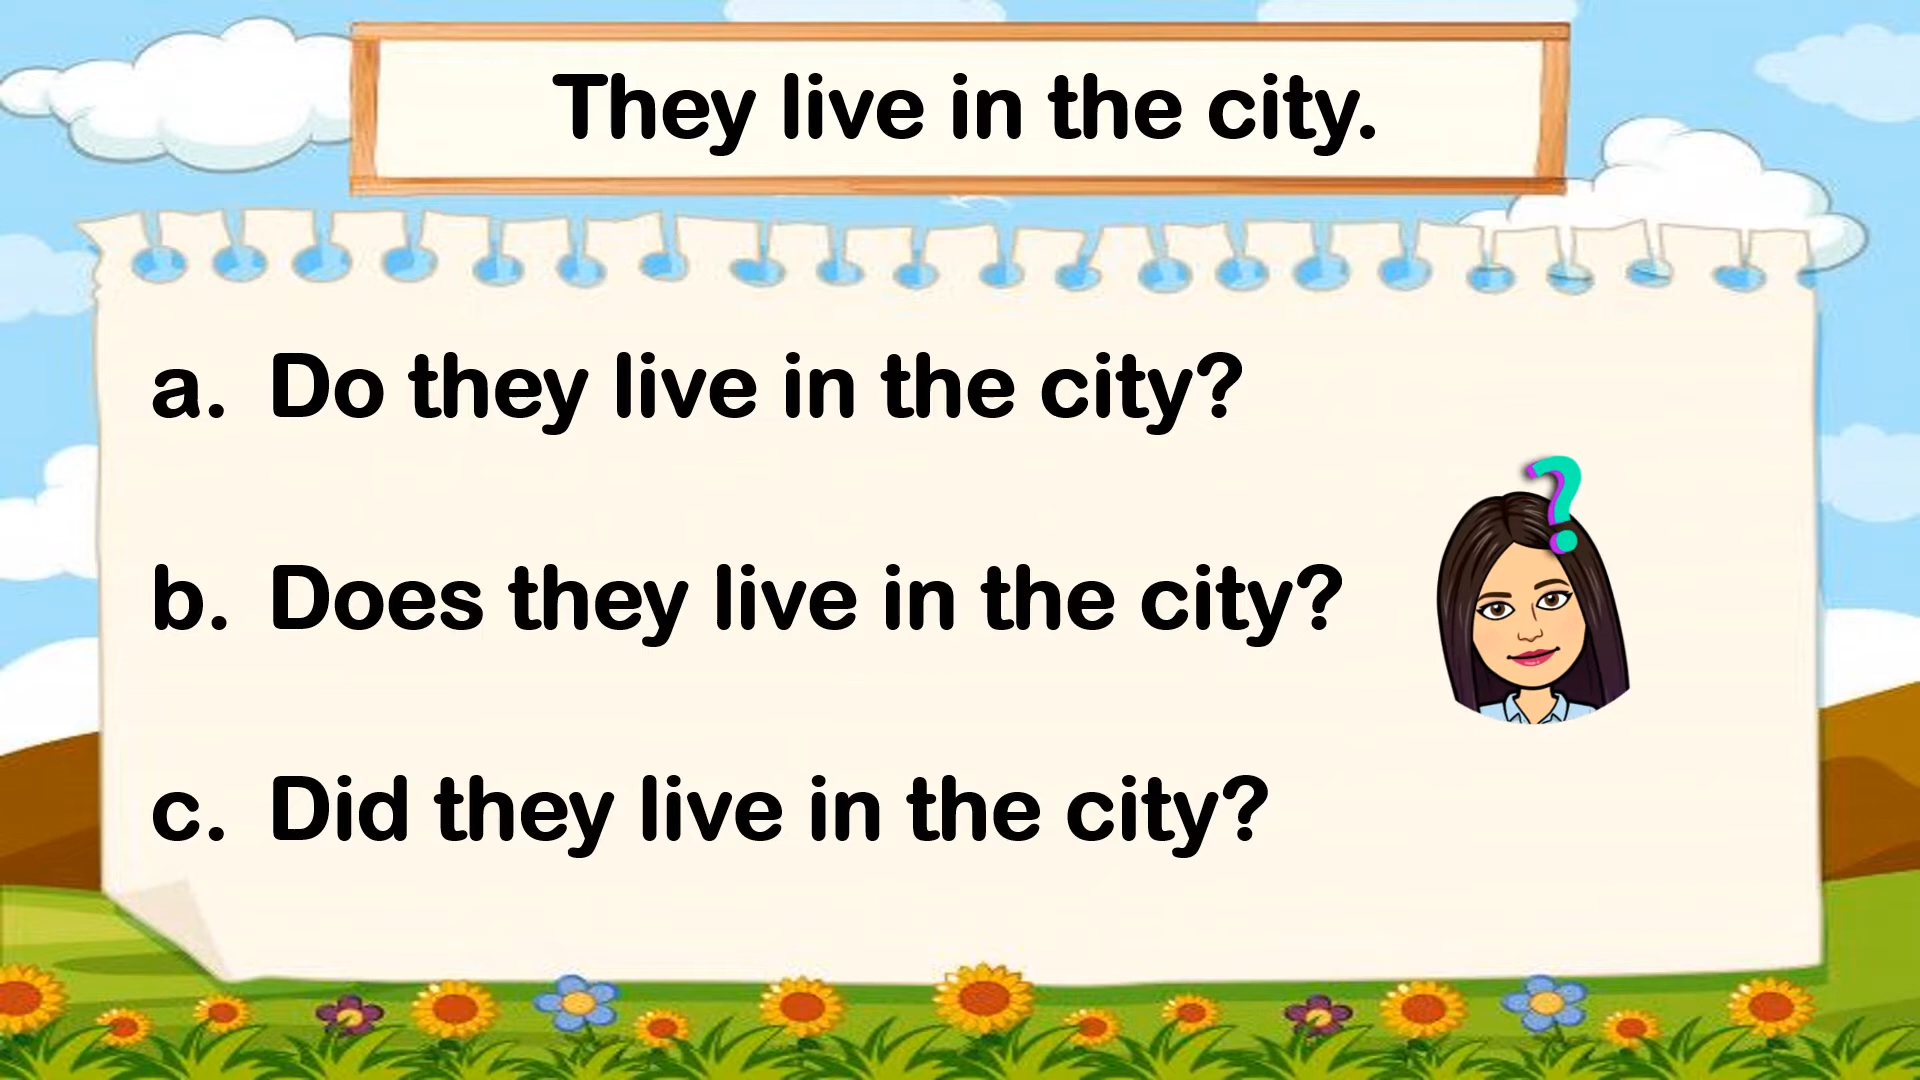 They live in the city.
a. Do they live in the city?
b. Does they live in the city?
c. Did they live in the city?
?